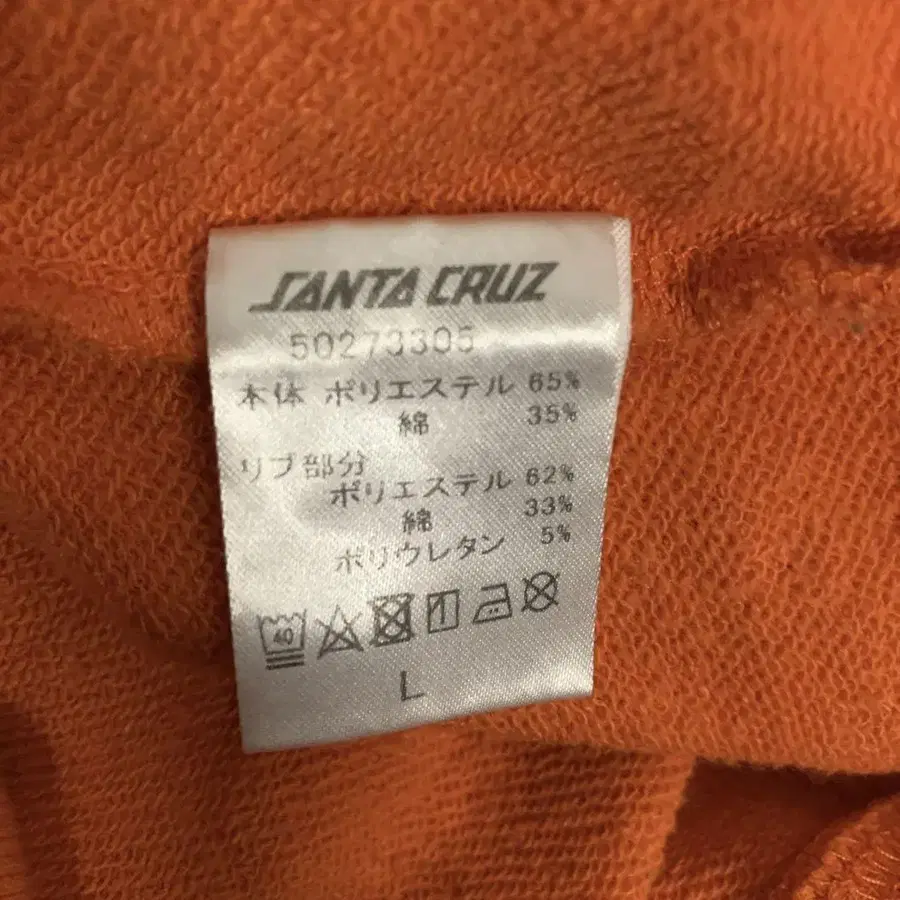 SANTA CRUZ
50273305
本体 ポリエステル 65%
綿 35%
リブ部分
ポリエステル 62%
綿 33%
ポリウレタン 5%
40
L